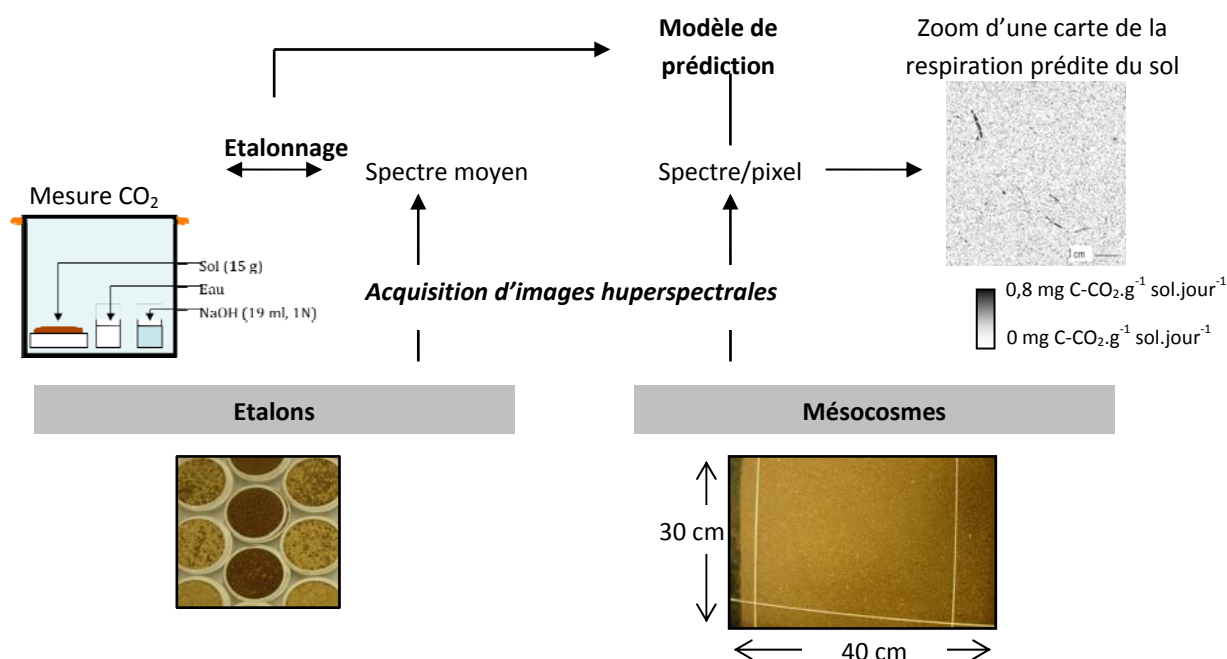 Modèle de
prédiction
Zoom d’une carte de la
respiration prédite du sol
Etalonnage
Spectre moyen
Spectre/pixel
Mesure CO₂
Sol (15 g)
Eau
NaOH (19 ml, 1N)
1cm
Acquisition d’images huperspectrales
0,8 mg C-CO₂.g⁻¹ sol.jour⁻¹
0 mg C-CO₂.g⁻¹ sol.jour⁻¹
Etalons
Mésocosmes
30 cm
40 cm